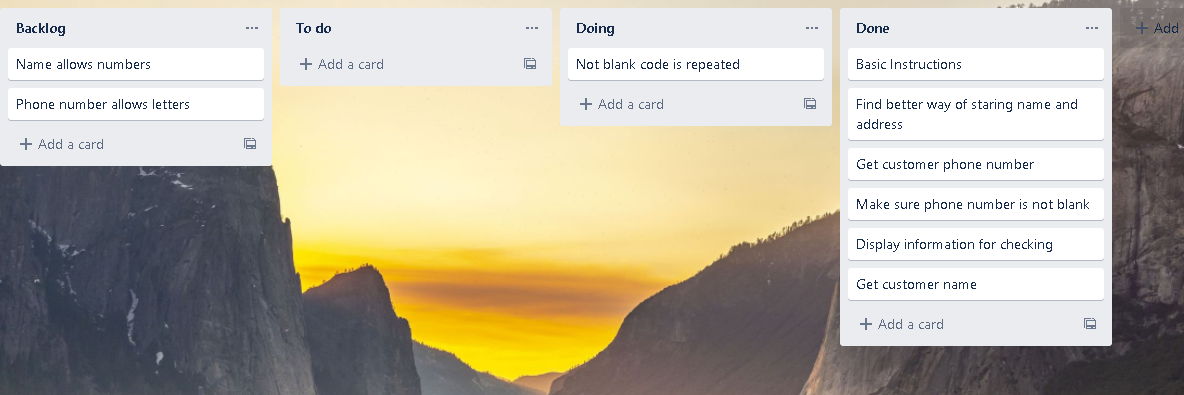 Backlog
Name allows numbers
Phone number allows letters
Add a card
To do
Add a card
Doing
Not blank code is repeated
Add a card
Done
Basic Instructions
Find better way of staring name and
address
Get customer phone number
Make sure phone number is not blank
Display information for checking
Get customer name
Add a card
Add